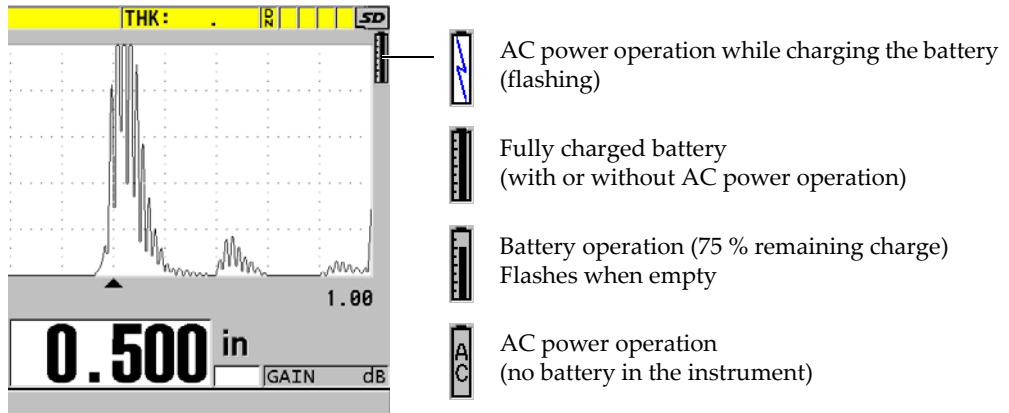 THK: . DN SD
AC power operation while charging the battery
(flashing)
Fully charged battery
(with or without AC power operation)
Battery operation (75 % remaining charge)
Flashes when empty
1.00
0.500 in
GAIN dB
AC
AC power operation
(no battery in the instrument)